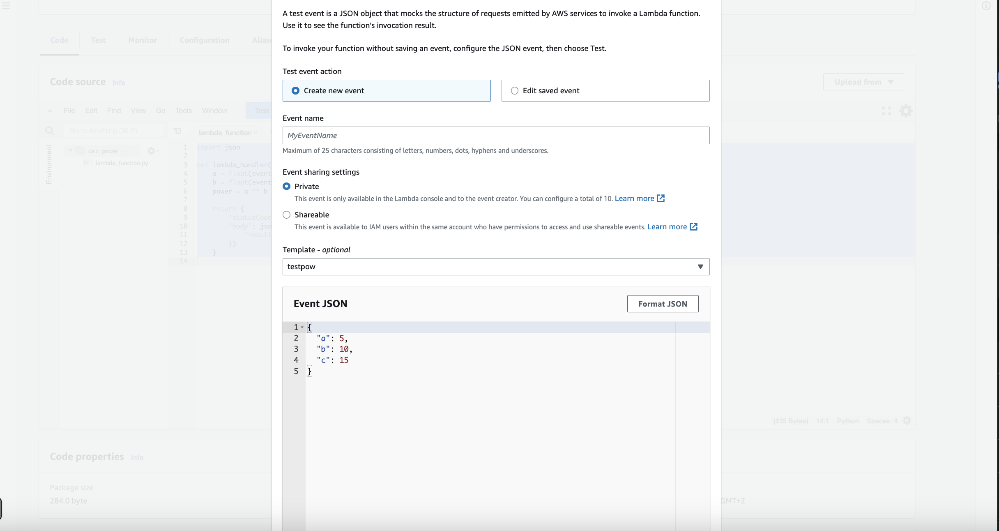 A test event is a JSON object that mocks the structure of requests emitted by AWS services to invoke a Lambda function.
Use it to see the function’s invocation result.
To invoke your function without saving an event, configure the JSON event, then choose Test.
Code
Test
Monitor
Configuration
Test event action
Create new event
Edit saved event
Code source Info
Upload from
File Edit Find View Go Tools Window
Test
Event name
MyEventName
Maximum of 25 characters consisting of letters, numbers, dots, hyphens and underscores.
Go to Anything (⌘ P)
lambda_function
Environment
calc_power
lambda_function.py
1 import json
2
3 def lambda_handler(
4 a = float(event
5 b = float(event
6 power = a ** b
7
8 return {
9 'statusCode
10 'body': jso
11 'result
12 })
13 }
14
Event sharing settings
Private
This event is only available in the Lambda console and to the event creator. You can configure a total of 10. Learn more
Shareable
This event is available to IAM users within the same account who have permissions to access and use shareable events. Learn more
Template - optional
testpow
Event JSON
Format JSON
1 {
2 "a": 5,
3 "b": 10,
4 "c": 15
5 }
(235 Bytes) 14:1 Python Spaces: 4
Code properties Info
Package size
284.0 byte
GMT+2